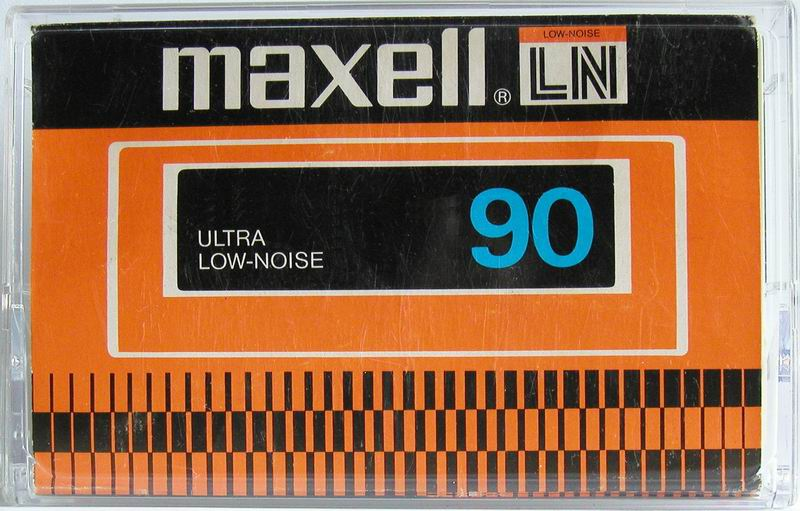 maxell®
LOW-NOISE
LN
ULTRA
LOW-NOISE
90